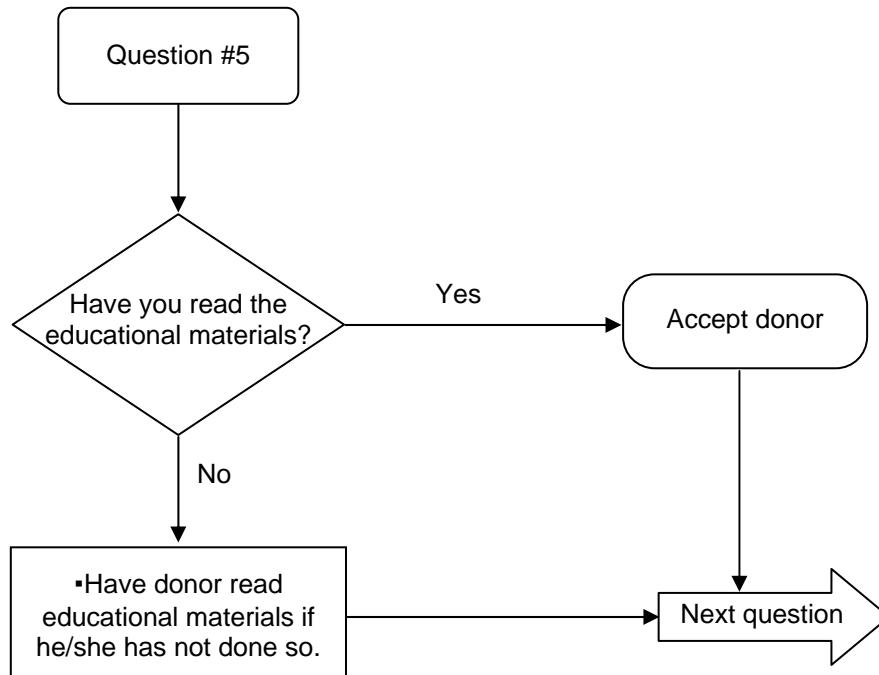 Question #5
Have you read the
educational materials?
Yes
Accept donor
No
▪Have donor read
educational materials if
he/she has not done so.
Next question